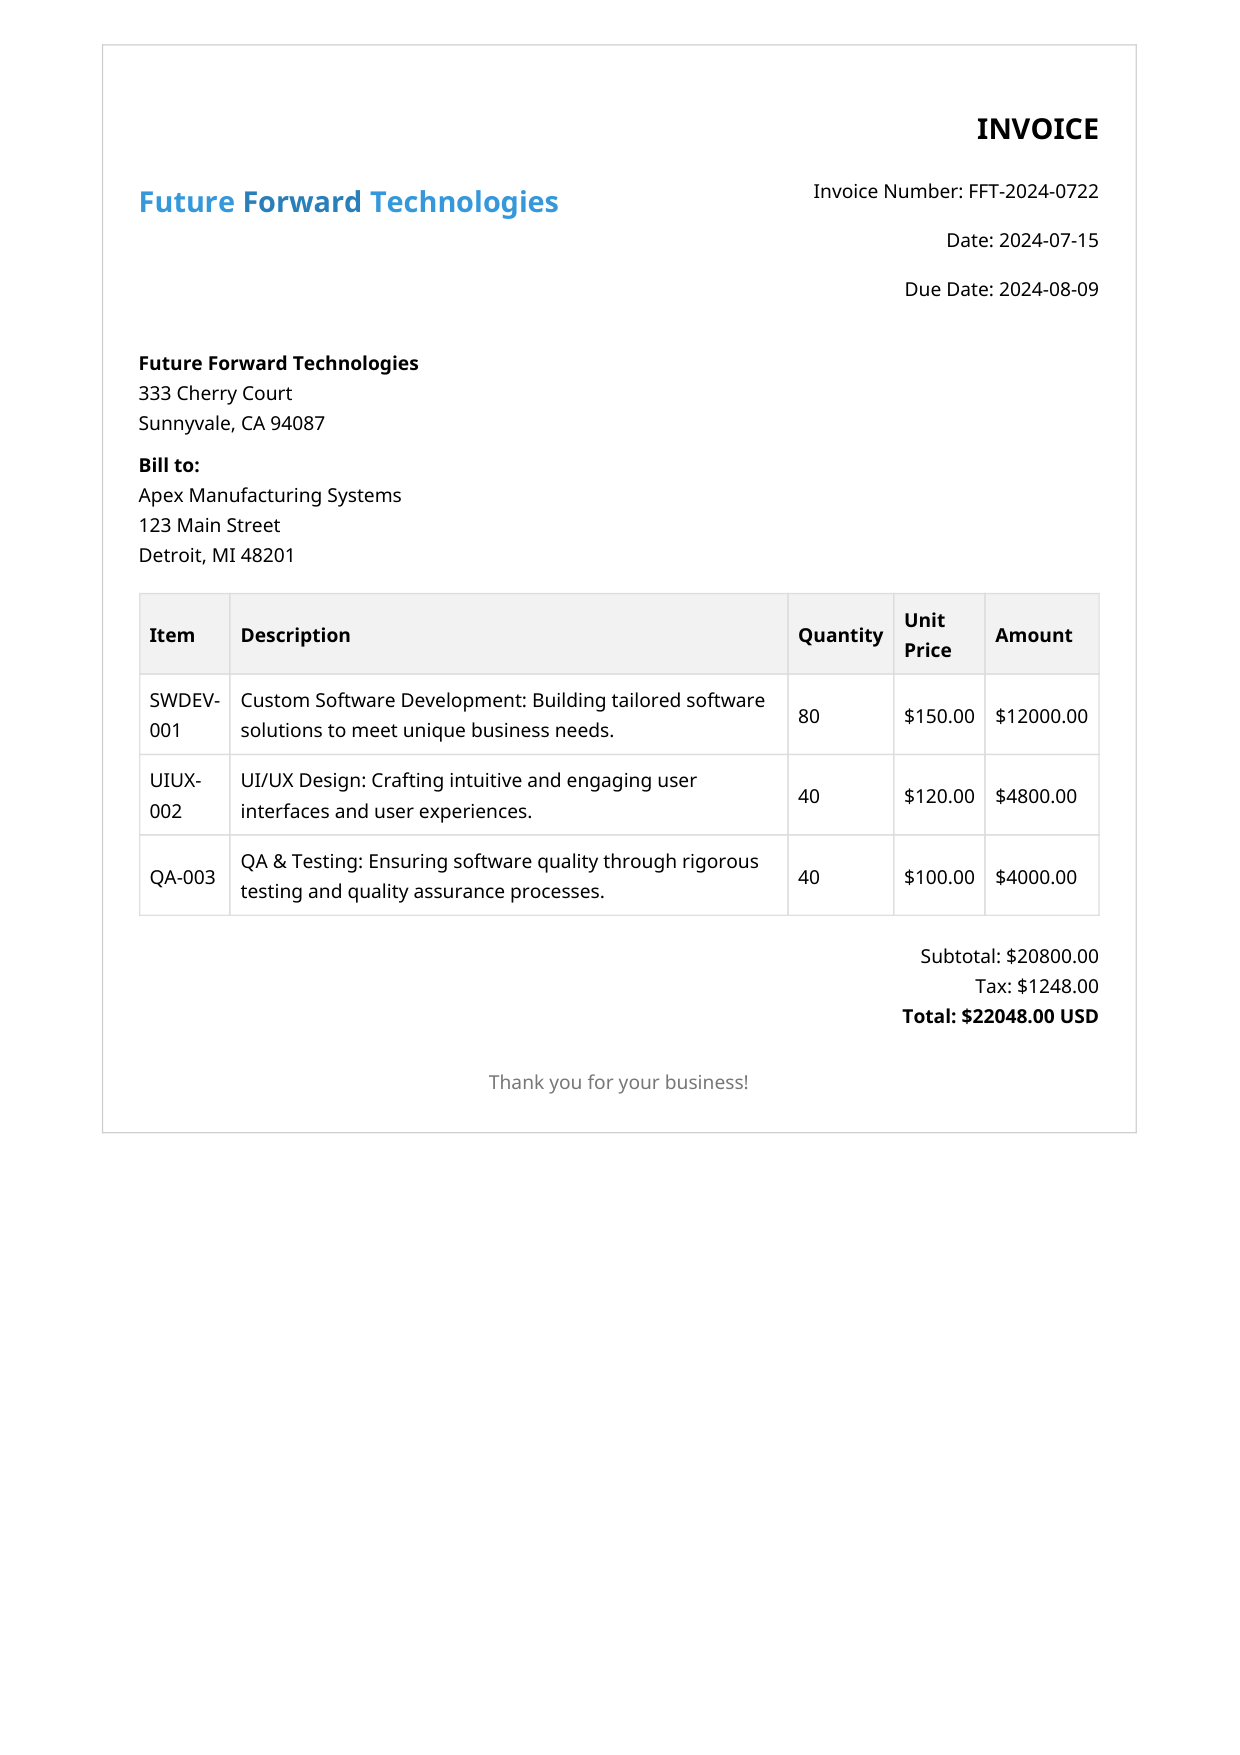 INVOICE
Future Forward Technologies
Invoice Number: FFT-2024-0722
Date: 2024-07-15
Due Date: 2024-08-09
Future Forward Technologies
333 Cherry Court
Sunnyvale, CA 94087
Bill to:
Apex Manufacturing Systems
123 Main Street
Detroit, MI 48201
Item Description Quantity Unit Price Amount
SWDEV-001 Custom Software Development: Building tailored software solutions to meet unique business needs. 80 $150.00 $12000.00
UIUX-002 UI/UX Design: Crafting intuitive and engaging user interfaces and user experiences. 40 $120.00 $4800.00
QA-003 QA & Testing: Ensuring software quality through rigorous testing and quality assurance processes. 40 $100.00 $4000.00
Subtotal: $20800.00
Tax: $1248.00
Total: $22048.00 USD
Thank you for your business!